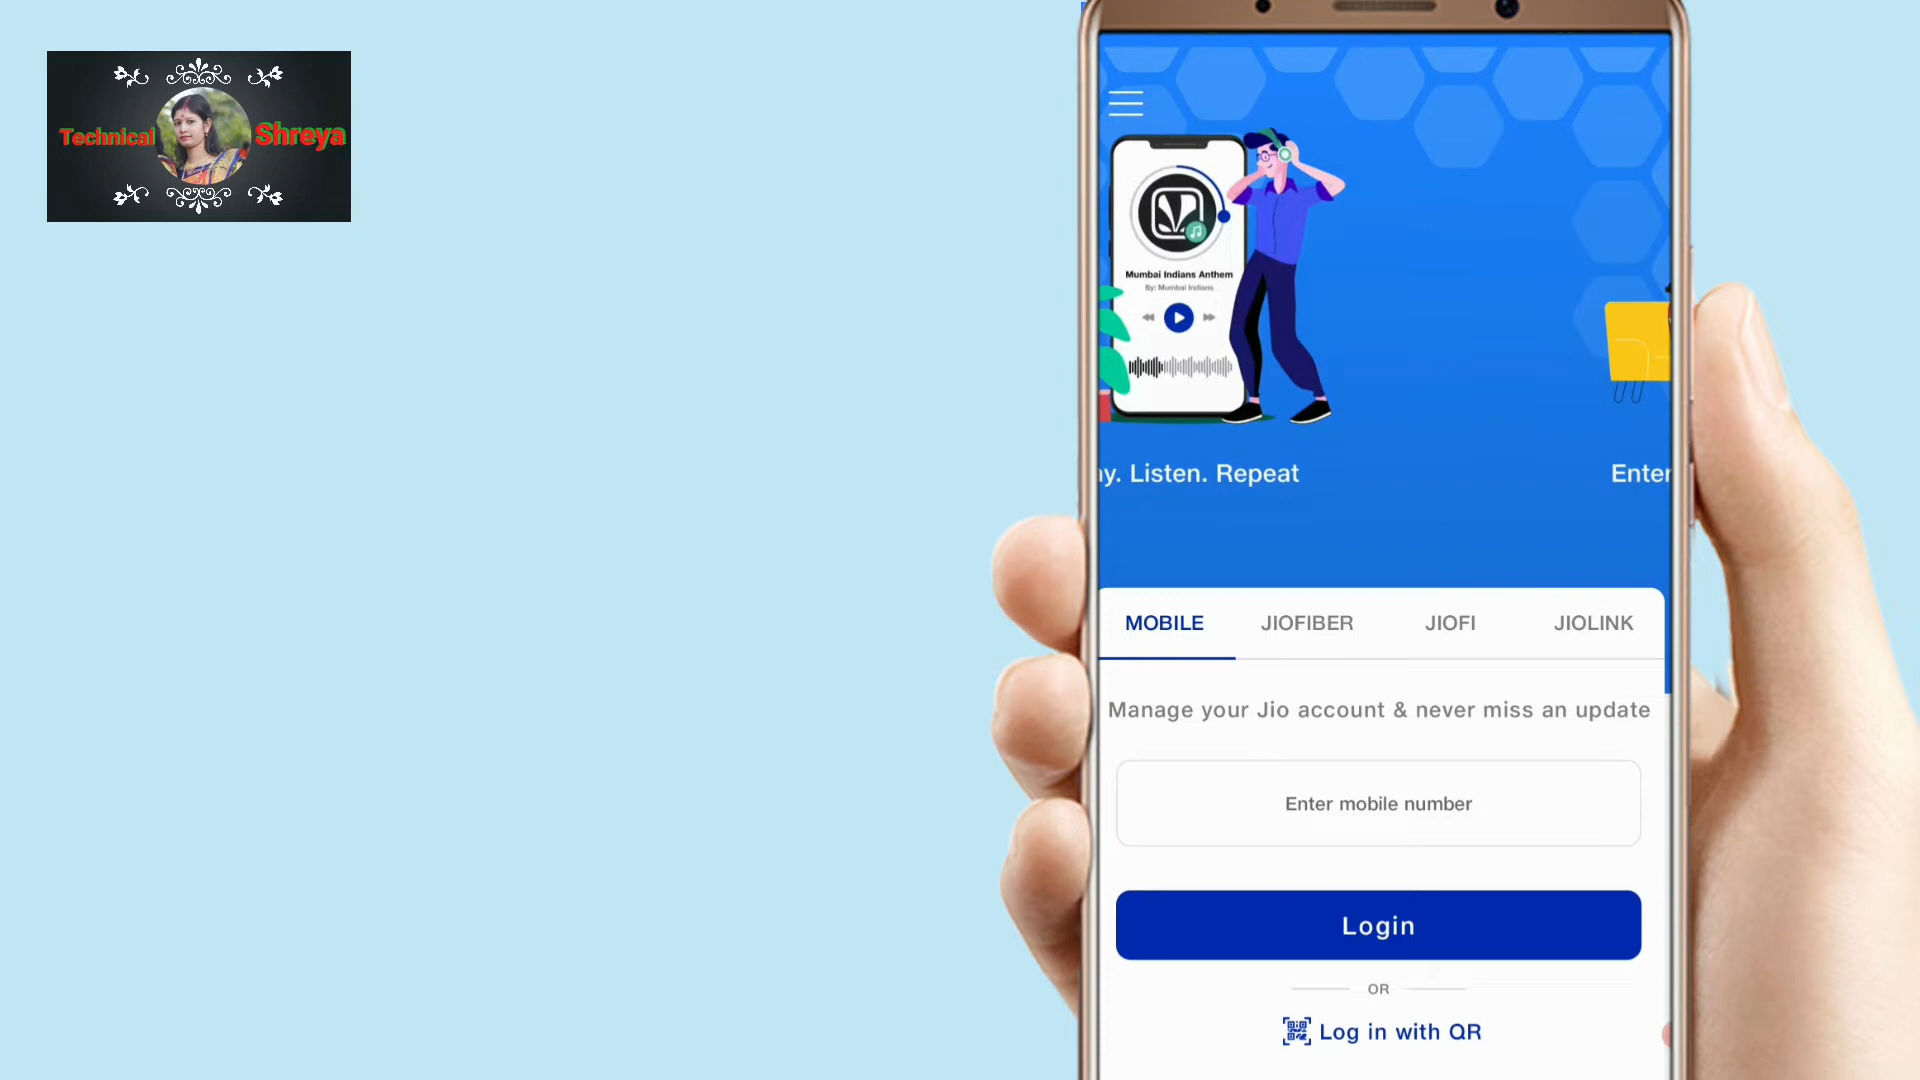 Technical Shreya
Mumbai Indians Anthem
By: Mumbai Indians
y. Listen. Repeat
Enter
MOBILE JIOFIBER JIOFI JIOLINK
Manage your Jio account & never miss an update
Enter mobile number
Login
OR
Log in with QR